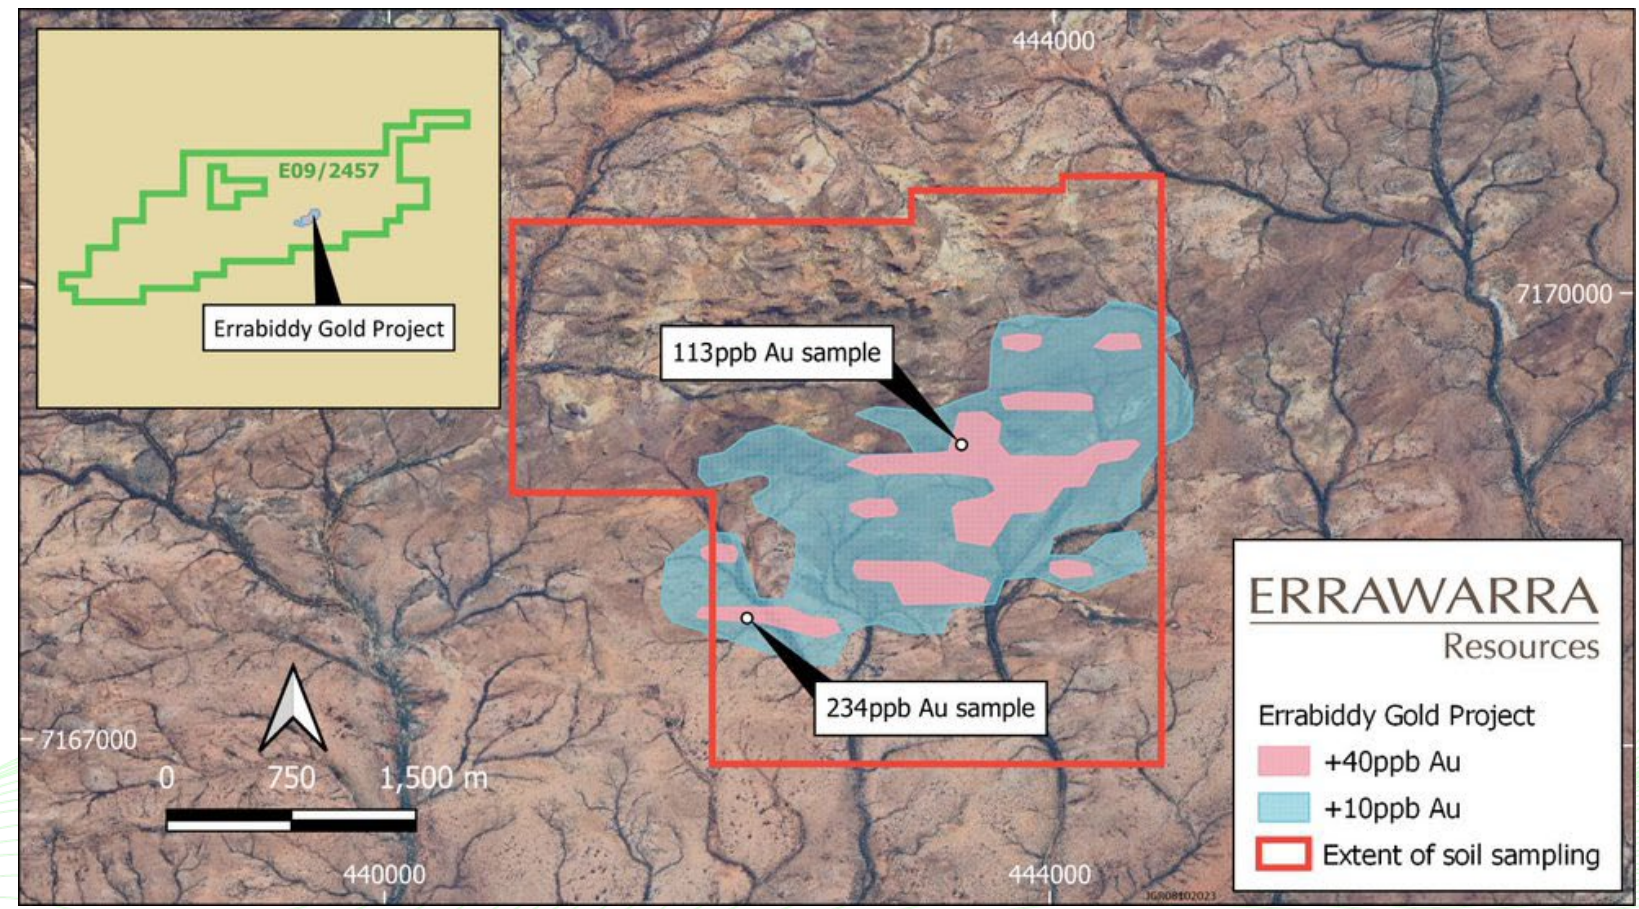 444000
E09/2457
Errabiddy Gold Project
7170000
113ppb Au sample
234ppb Au sample
7167000
0 750 1,500 m
440000
444000
ERRAWARRA
Resources
Errabiddy Gold Project
+40ppb Au
+10ppb Au
Extent of soil sampling
JGR08102023